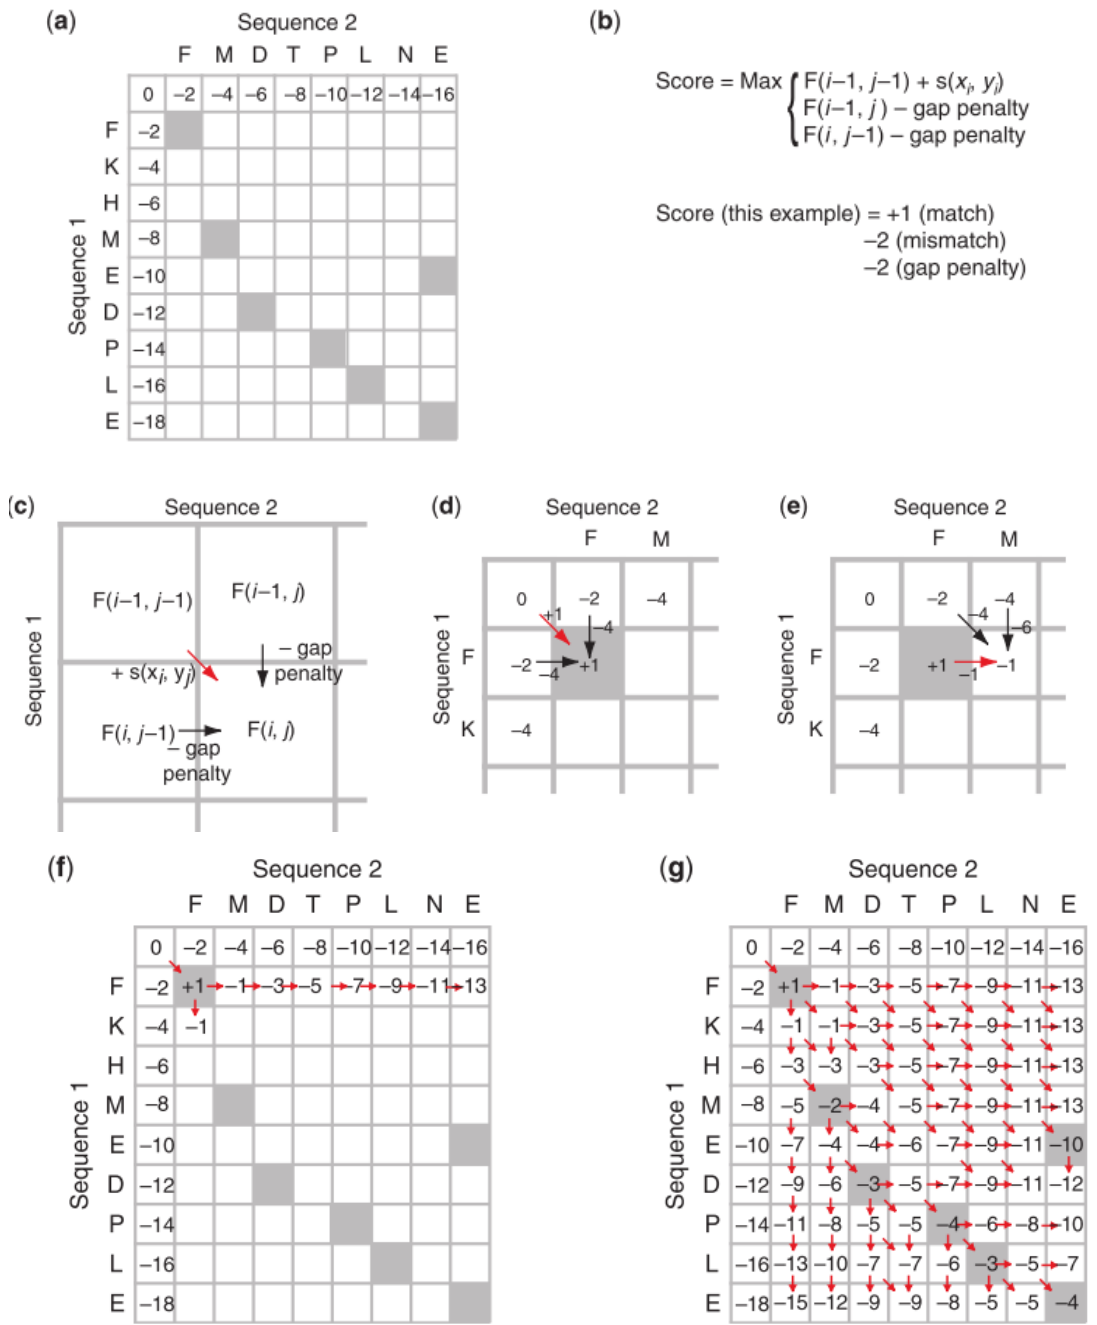 (a)
Sequence 2
F M D T P L N E
0 −2 −4 −6 −8 −10 −12 −14 −16
F −2
K −4
H −6
M −8
E −10
D −12
P −14
L −16
E −18
Sequence 1
(b)
Score = Max { F(i−1, j−1) + s(xi, yi)
F(i−1, j ) − gap penalty
F(i, j−1) − gap penalty
Score (this example) = +1 (match)
−2 (mismatch)
−2 (gap penalty)
(c)
Sequence 2
Sequence 1
F(i−1, j−1)
F(i−1, j)
− gap
penalty
+ s(xi, yj)
F(i, j−1)
F(i, j)
− gap
penalty
(d)
Sequence 2
F M
0 −2 −4
+1 −4
F −2 +1
−4
K −4
Sequence 1
(e)
Sequence 2
F M
0 −2 −4
−4 −6
F −2 +1 −1
−1
K −4
Sequence 1
(f)
Sequence 2
F M D T P L N E
0 −2 −4 −6 −8 −10 −12 −14 −16
F −2 +1 −1 −3 −5 −7 −9 −11 −13
K −4 −1
H −6
M −8
E −10
D −12
P −14
L −16
E −18
Sequence 1
(g)
Sequence 2
F M D T P L N E
0 −2 −4 −6 −8 −10 −12 −14 −16
F −2 +1 −1 −3 −5 −7 −9 −11 −13
K −4 −1 −1 −3 −5 −7 −9 −11 −13
H −6 −3 −3 −3 −5 −7 −9 −11 −13
M −8 −5 −2 −4 −5 −7 −9 −11 −13
E −10 −7 −4 −4 −6 −7 −9 −11 −10
D −12 −9 −6 −3 −5 −7 −9 −11 −12
P −14 −11 −8 −5 −5 −4 −6 −8 −10
L −16 −13 −10 −7 −7 −6 −3 −5 −7
E −18 −15 −12 −9 −9 −8 −5 −5 −4
Sequence 1